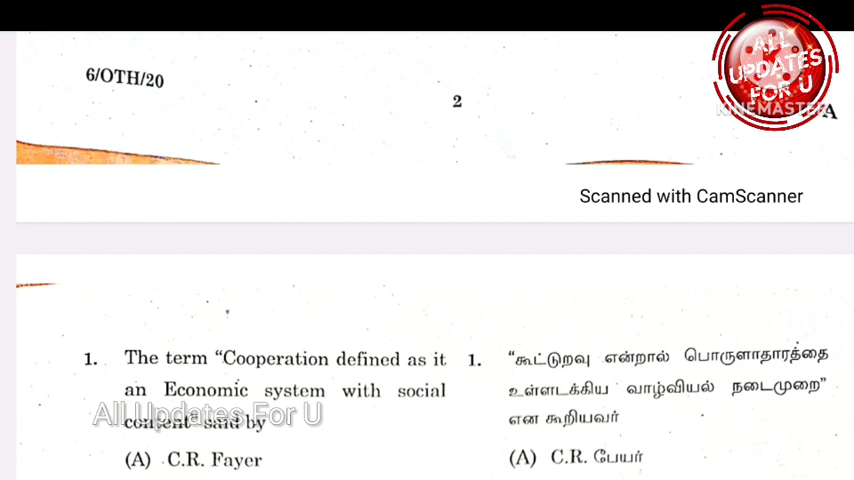 ALL
UPDATES
FOR U
KINEMASTER
6/OTH/20
2
A
Scanned with CamScanner
1. The term “Cooperation defined as it
an Economic system with social
content” said by
(A) C.R. Fayer
1. “கூட்டுறவு என்றால் பொருளாதாரத்தை
உள்ளடக்கிய வாழ்வியல் நடைமுறை”
என கூறியவர்
(A) C.R. பேயர்
All Updates For U